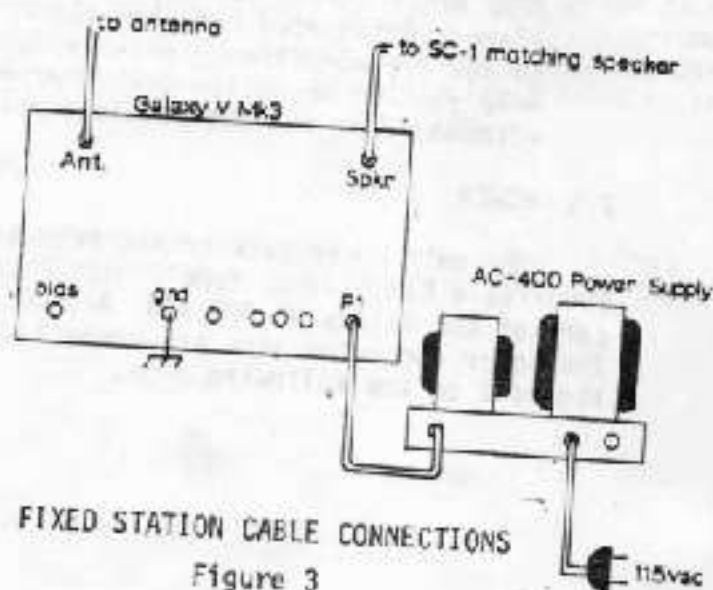 to antenna
to SC-1 matching speaker
Galaxy V Mk3
Ant.
Spkr
AC-400 Power Supply
bias
gnd
P1
FIXED STATION CABLE CONNECTIONS
Figure 3
115vac